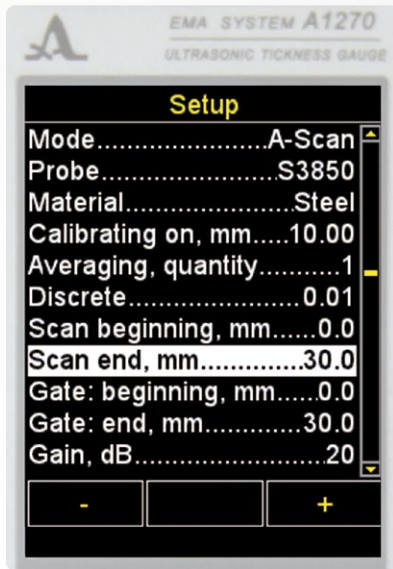 EMA SYSTEM A1270
ULTRASONIC TICKNESS GAUGE
Setup
Mode.......................A-Scan
Probe........................S3850
Material......................Steel
Calibrating on, mm.....10.00
Averaging, quantity...........1
Discrete.......................0.01
Scan beginning, mm......0.0
Scan end, mm..............30.0
Gate: beginning, mm......0.0
Gate: end, mm.............30.0
Gain, dB..........................20
- +